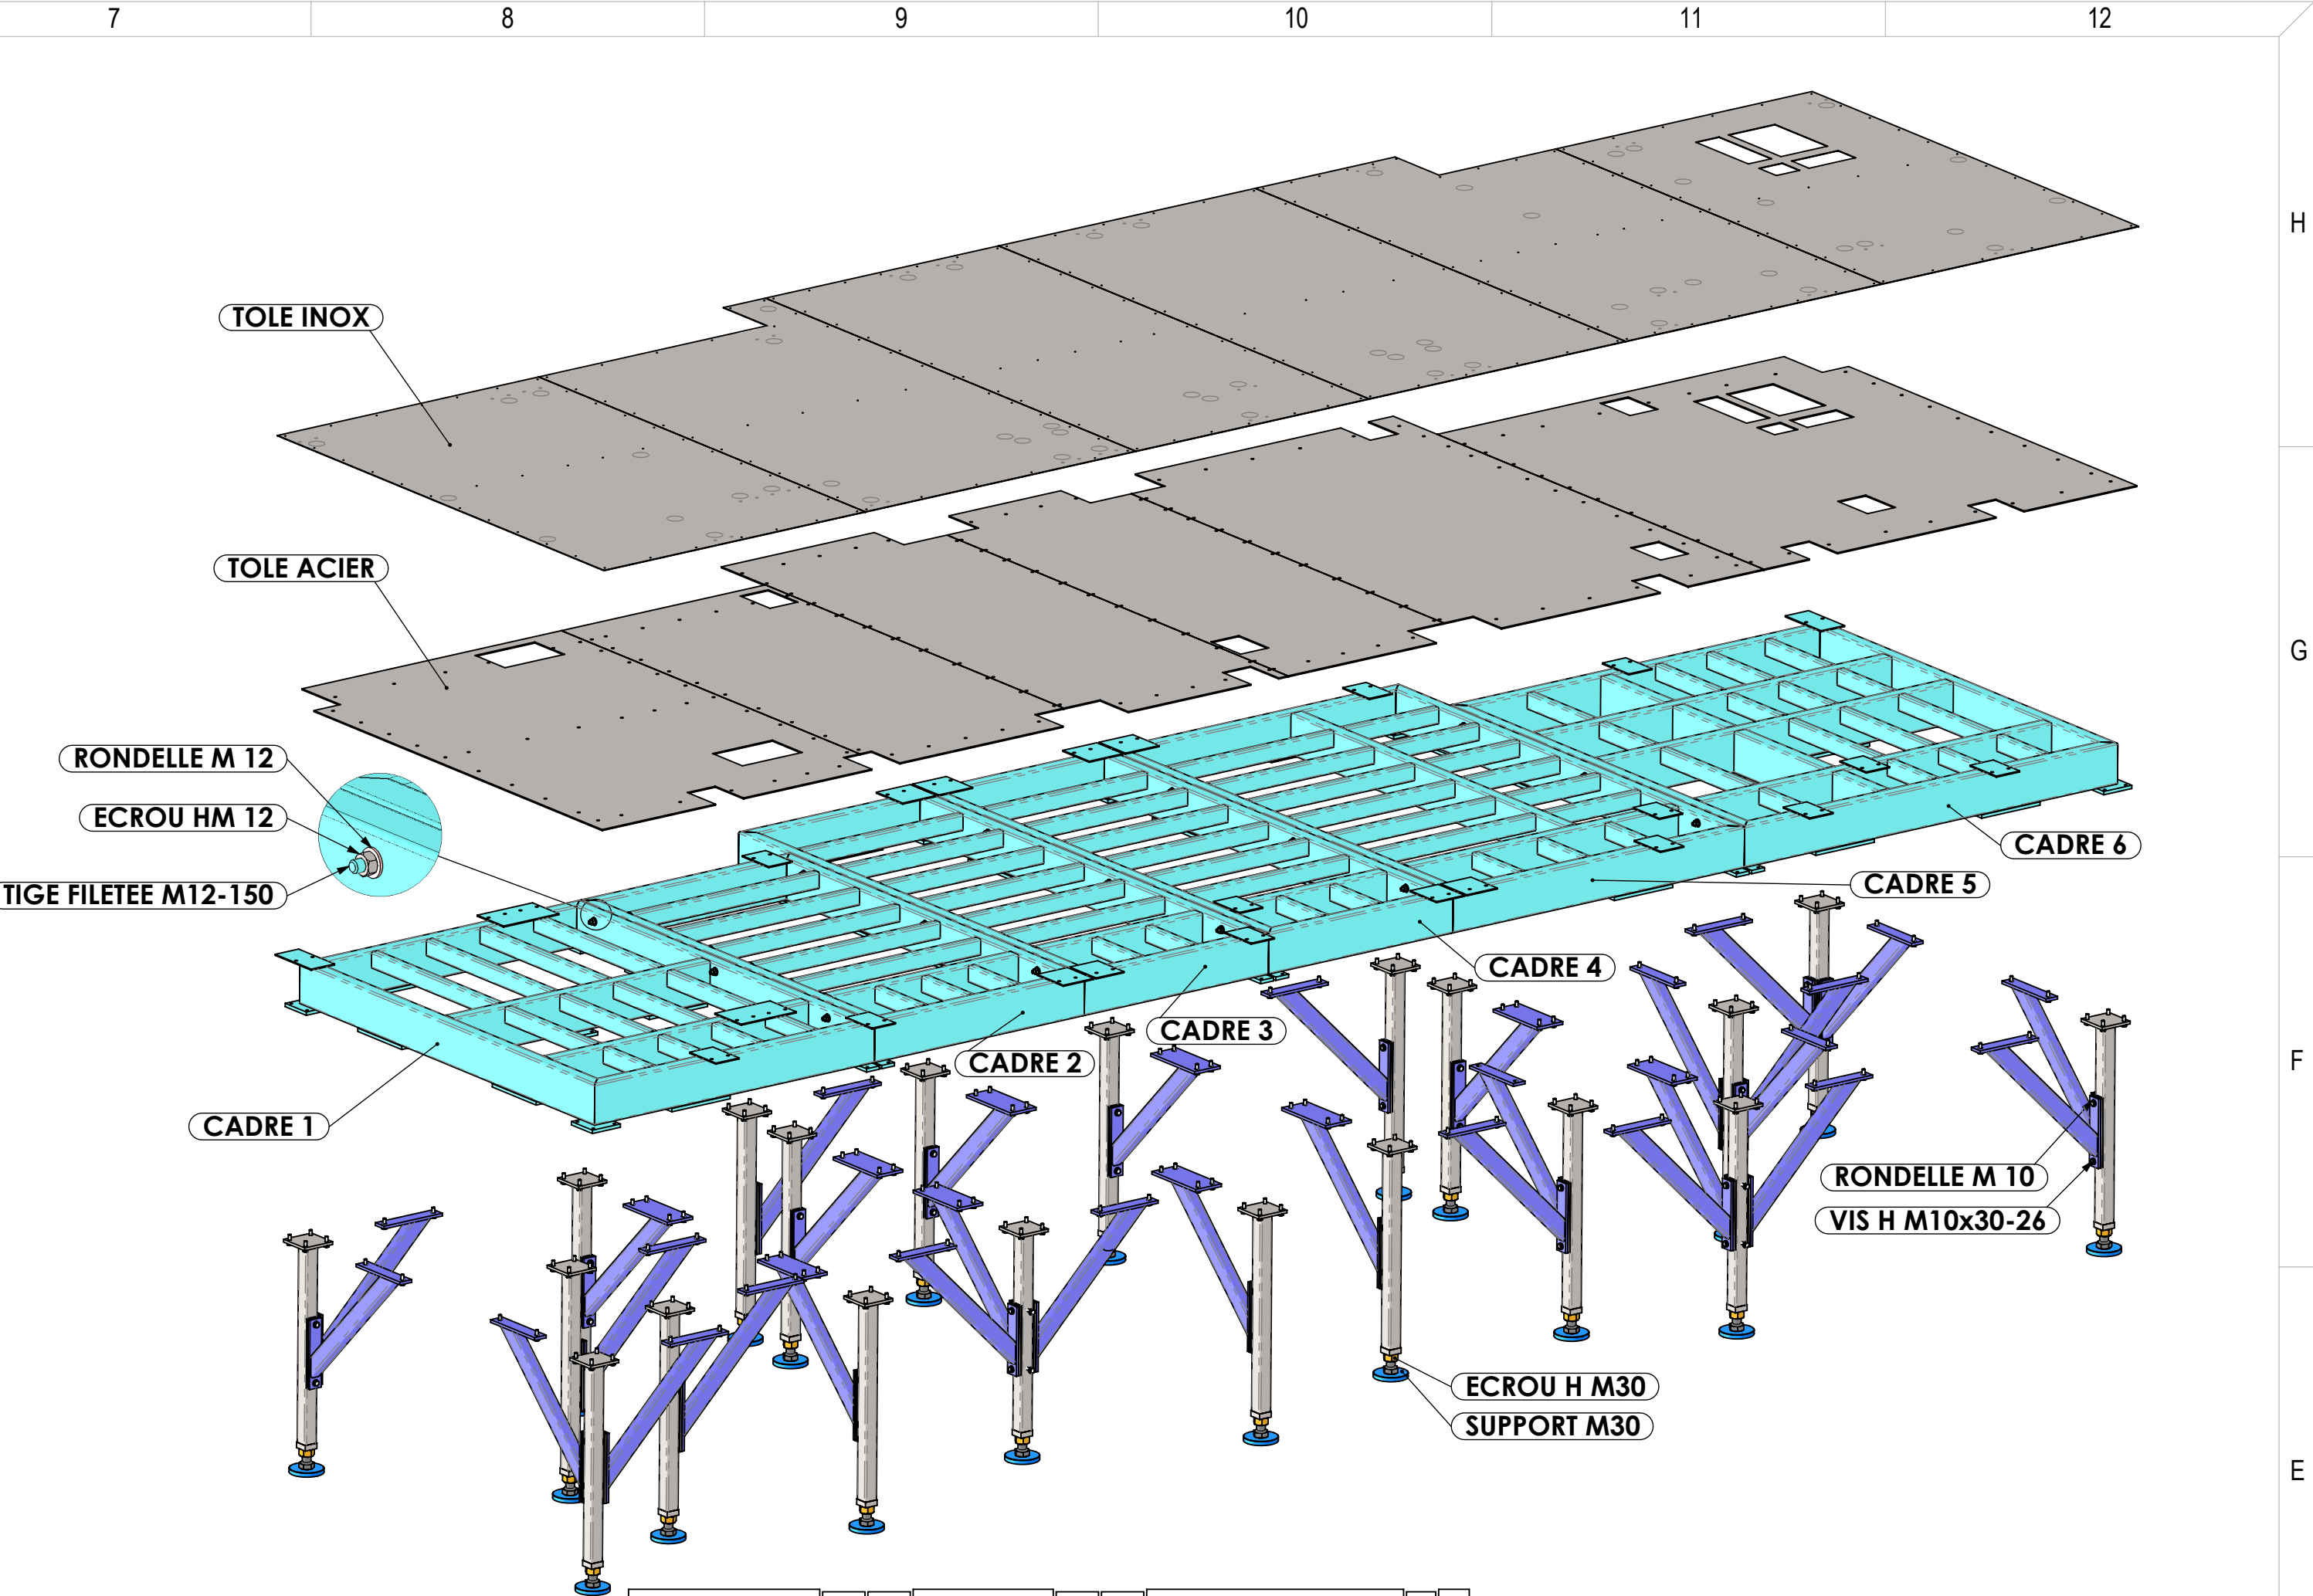 7 8 9 10 11 12
H
TOLE INOX
TOLE ACIER
G
RONDELLE M 12
ECROU HM 12
TIGE FILETEE M12-150
CADRE 6
CADRE 5
CADRE 4
CADRE 3
CADRE 2
F
CADRE 1
RONDELLE M 10
VIS H M10x30-26
ECROU H M30
SUPPORT M30
E